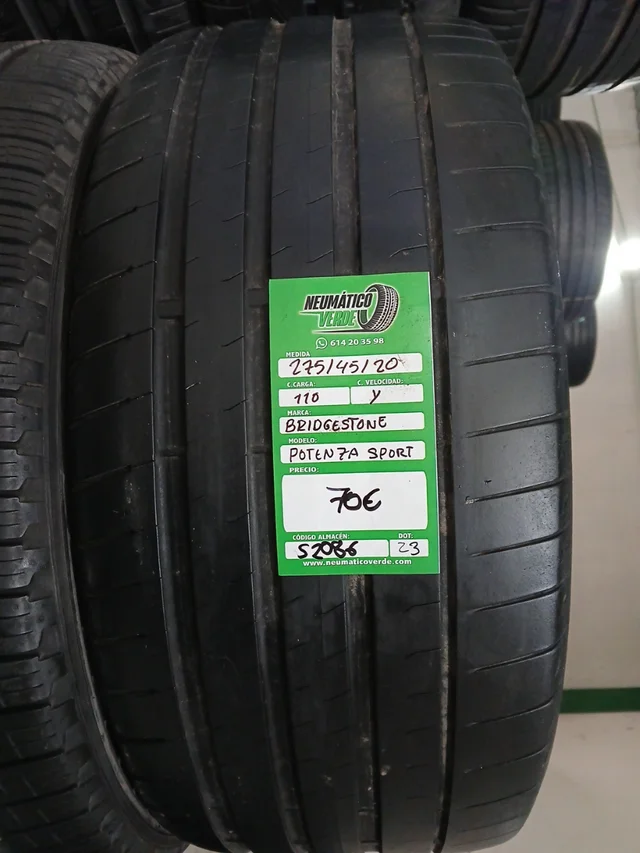 NEUMÁTICO
VERDE
614 20 35 98
MEDIDA
275/45/20
C.CARGA: C. VELOCIDAD:
110 Y
MARCA:
BRIDGESTONE
MODELO:
POTENZA SPORT
PRECIO:
70€
CÓDIGO ALMACÉN: DOT:
S2086 23
www.neumaticoverde.com